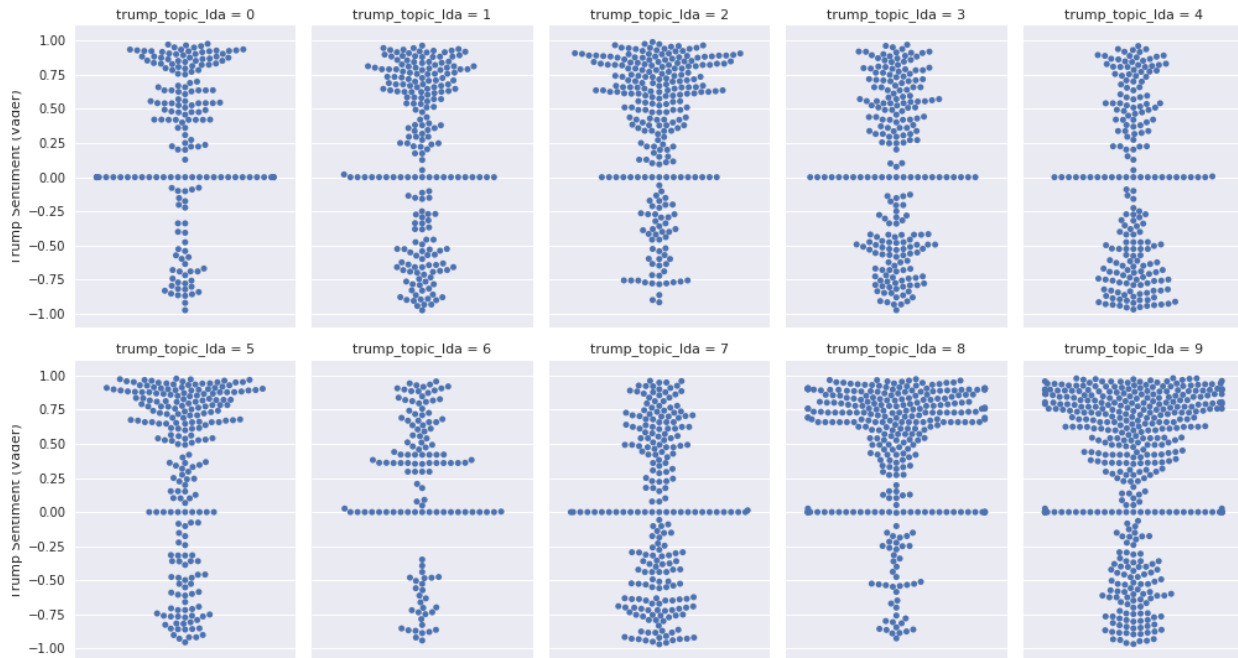 trump_topic_lda = 0
trump_topic_lda = 1
trump_topic_lda = 2
trump_topic_lda = 3
trump_topic_lda = 4
1.00
0.75
0.50
0.25
0.00
−0.25
−0.50
−0.75
−1.00
Trump Sentiment (Vader)
trump_topic_lda = 5
trump_topic_lda = 6
trump_topic_lda = 7
trump_topic_lda = 8
trump_topic_lda = 9
1.00
0.75
0.50
0.25
0.00
−0.25
−0.50
−0.75
−1.00
Trump Sentiment (Vader)